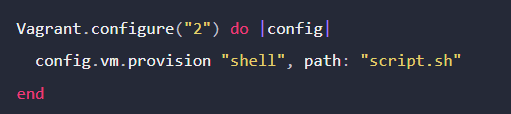 Vagrant.configure("2") do |config|
  config.vm.provision "shell", path: "script.sh"
end